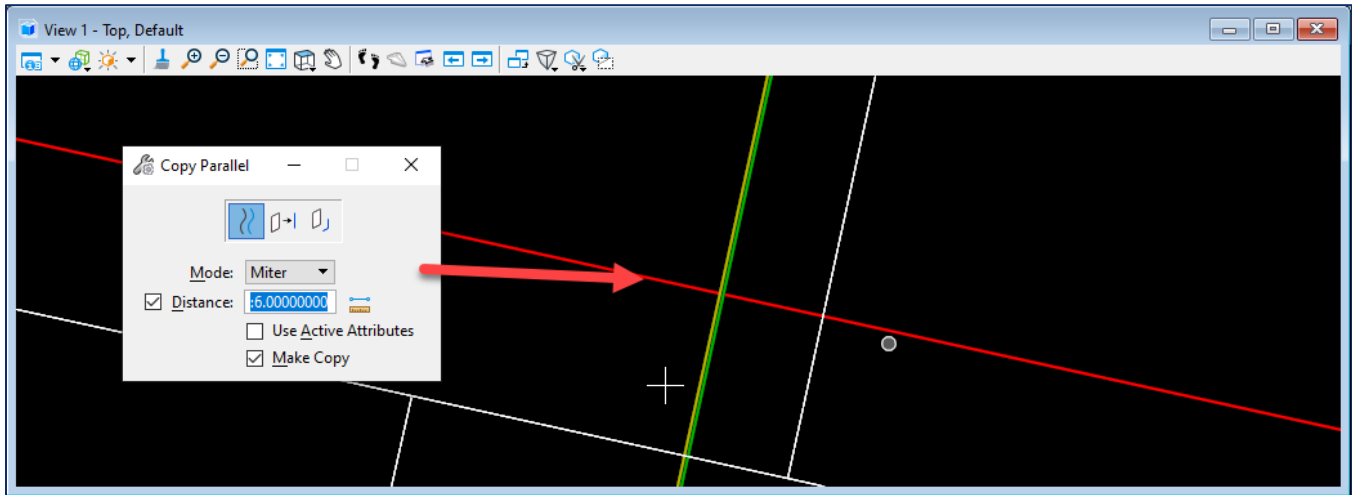 View 1 - Top, Default
Copy Parallel
Mode: Miter
Distance: :6.00000000
Use Active Attributes
Make Copy